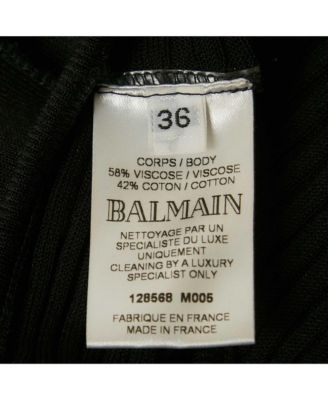 36
CORPS / BODY
58% VISCOSE / VISCOSE
42% COTON / COTTON
BALMAIN
NETTOYAGE PAR UN
SPECIALISTE DU LUXE
UNIQUEMENT
CLEANING BY A LUXURY
SPECIALIST ONLY
128568 M005
FABRIQUE EN FRANCE
MADE IN FRANCE